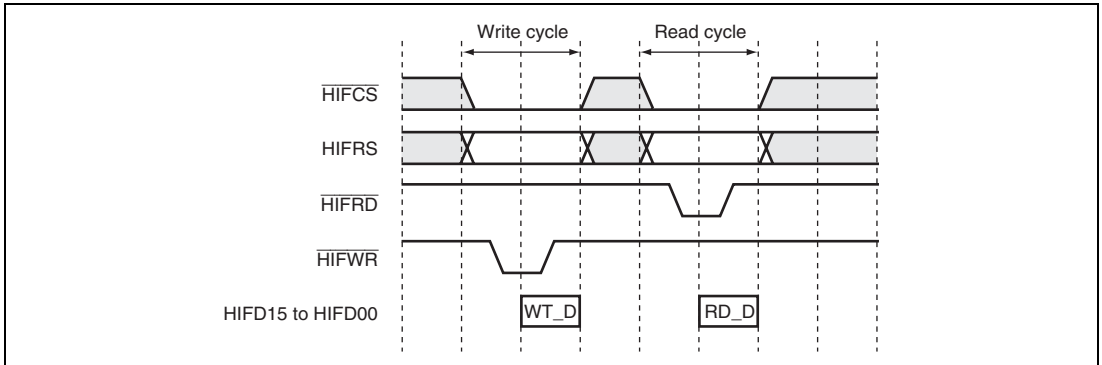 Write cycle Read cycle
HIFCS
HIFRS
HIFRD
HIFWR
HIFD15 to HIFD00 WT_D RD_D